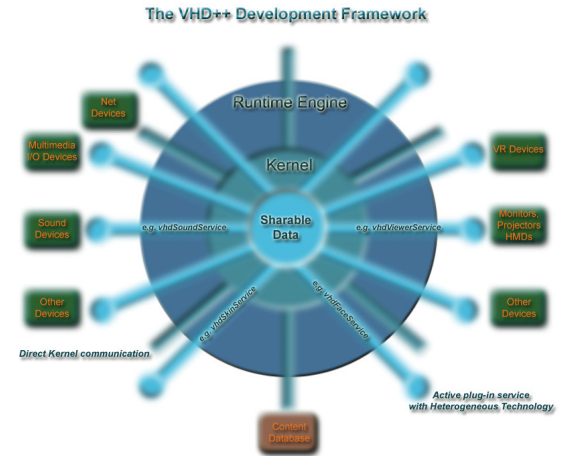 The VHD++ Development Framework
Net
Devices
Runtime Engine
Multimedia
I/O Devices
VR Devices
Kernel
Sharable
Data
Sound
Devices
e.g. vhdSoundService
e.g. vhdViewerService
Monitors,
Projectors
HMDs
Other
Devices
e.g. vhdSkinService
e.g. vhdFaceService
Other
Devices
Direct Kernel communication
Active plug-in service
with Heterogeneous Technology
Content
Database